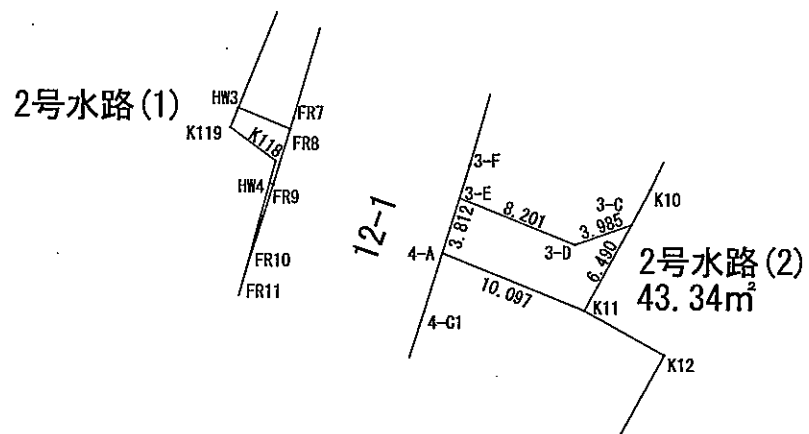 2号水路(1)
HW3
FR7
K119
K118
FR8
HW4
FR9
FR10
FR11
12-1
3-F
3-E
8.201
3-C
K10
3.985
3.812
3-D
6.490
4-A
2号水路(2)
43.34㎡
10.097
K11
4-C1
K12